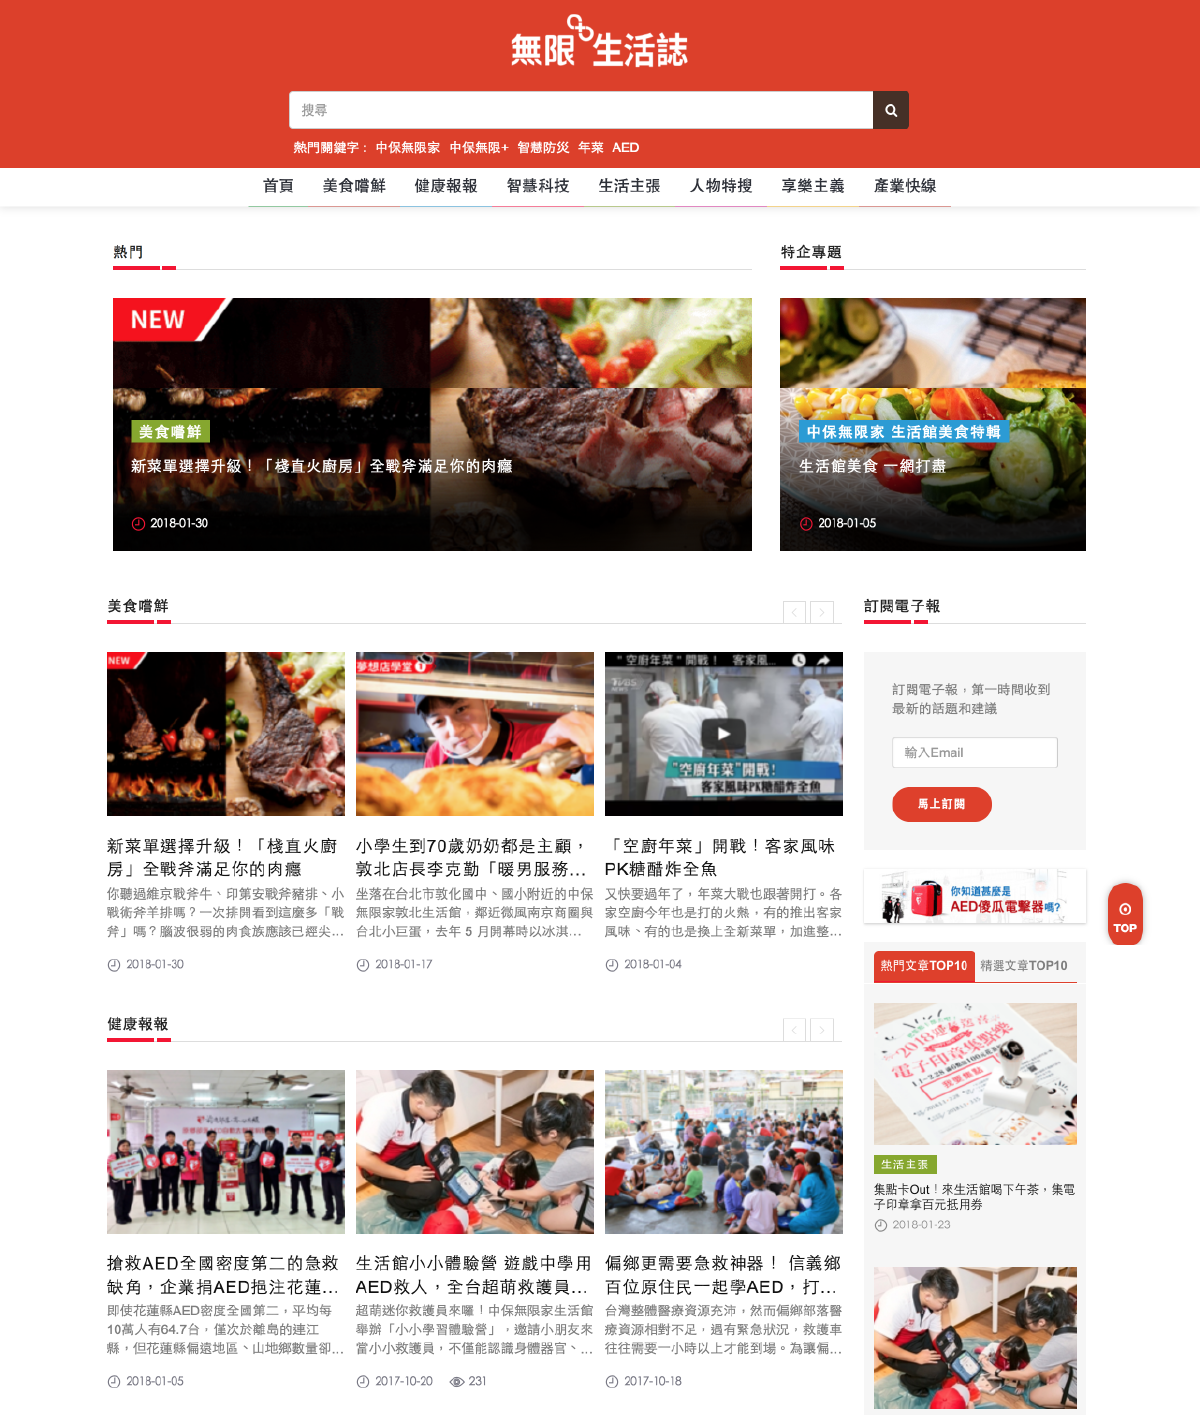 無限生活誌
搜尋
熱門關鍵字： 中保無限家 中保無限+ 智慧防災 年菜 AED
首頁 美食嚐鮮 健康報報 智慧科技 生活主張 人物特搜 享樂主義 產業快線
熱門
特企專題
NEW
美食嚐鮮
新菜單選擇升級！「棧直火廚房」全戰斧滿足你的肉癮
2018-01-30
中保無限家 生活館美食特輯
生活館美食 一網打盡
2018-01-05
美食嚐鮮
訂閱電子報
NEW
夢想店學堂
"空廚年菜"開戰！ 客家風...
TVBS
NEWS
"空廚年菜"開戰!
客家風味PK糖醋炸全魚
新菜單選擇升級！「棧直火廚
房」全戰斧滿足你的肉癮
你聽過維京戰斧牛、印第安戰斧豬排、小
戰術斧羊排嗎？一次排開看到這麼多「戰
斧」嗎？腦波很弱的肉食族應該已經尖...
2018-01-30
小學生到70歲奶奶都是主顧，
敦北店長李克勤「暖男服務...
坐落在台北市敦化國中、國小附近的中保
無限家敦北生活館，鄰近微風南京商圈與
台北小巨蛋，去年 5 月開幕時以冰淇...
2018-01-17
「空廚年菜」開戰！客家風味
PK糖醋炸全魚
又快要過年了，年菜大戰也跟著開打。各
家空廚今年也是打的火熱，有的推出客家
風味、有的也是換上全新菜單，加進整...
2018-01-04
訂閱電子報，第一時間收到
最新的話題和建議
輸入Email
馬上訂閱
你知道甚麼是
AED傻瓜電擊器嗎?
TOP
熱門文章TOP10 精選文章TOP10
2018迎春送喜
電子印章集點樂
生活主張
集點卡Out！來生活館喝下午茶，集電
子印章拿百元抵用券
2018-01-23
健康報報
搶救AED全國密度第二的急救
缺角，企業捐AED挹注花蓮...
即使花蓮縣AED密度全國第二，平均每
10萬人有64.7台，僅次於離島的連江
縣，但花蓮縣偏遠地區、山地鄉數量卻...
2018-01-05
生活館小小體驗營 遊戲中學用
AED救人，全台超萌救護員...
超萌迷你救護員來囉！中保無限家生活館
舉辦「小小學習體驗營」，邀請小朋友來
當小小救護員，不僅能認識身體器官、...
2017-10-20 231
偏鄉更需要急救神器！ 信義鄉
百位原住民一起學AED，打...
台灣整體醫療資源充沛，然而偏鄉部落醫
療資源相對不足，遇有緊急狀況，救護車
往往需要一小時以上才能到場。為讓偏...
2017-10-18